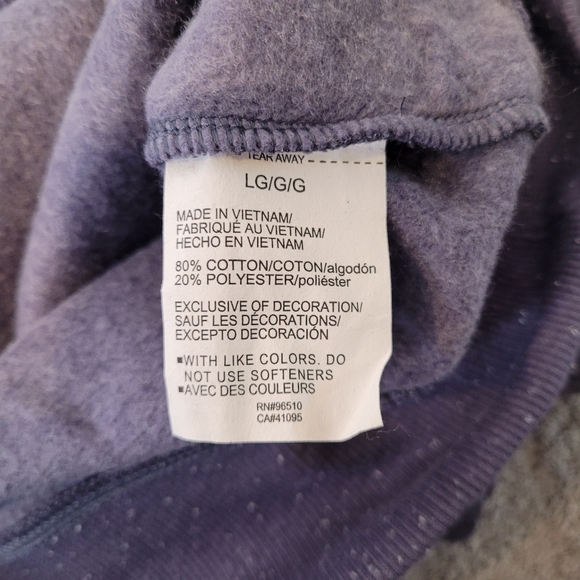 TEAR AWAY
LG/G/G
MADE IN VIETNAM/
FABRIQUÉ AU VIETNAM/
HECHO EN VIETNAM
80% COTTON/COTON/algodón
20% POLYESTER/poliéster
EXCLUSIVE OF DECORATION/
SAUF LES DÉCORATIONS/
EXCEPTO DECORACIÓN
▪WITH LIKE COLORS. DO
NOT USE SOFTENERS
▪AVEC DES COULEURS
RN#96510
CA#41095